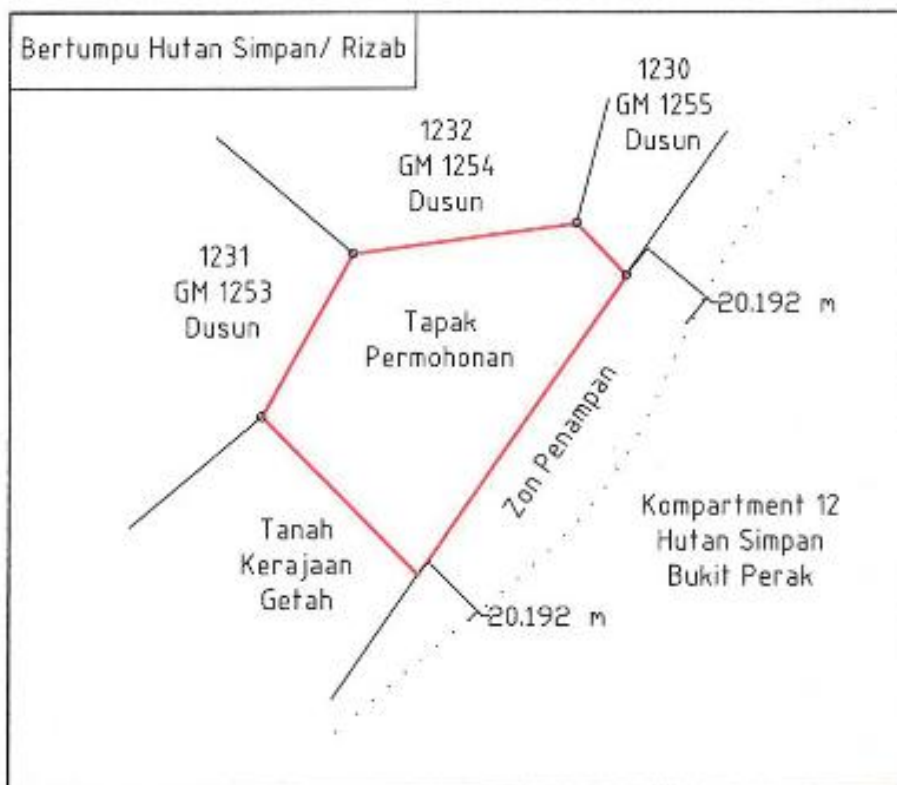 Bertumpu Hutan Simpan/ Rizab
1230
GM 1255
Dusun
1232
GM 1254
Dusun
1231
GM 1253
Dusun
Tapak
Permohonan
20.192 m
Zon Penampan
Kompartment 12
Hutan Simpan
Bukit Perak
Tanah
Kerajaan
Getah
20.192 m